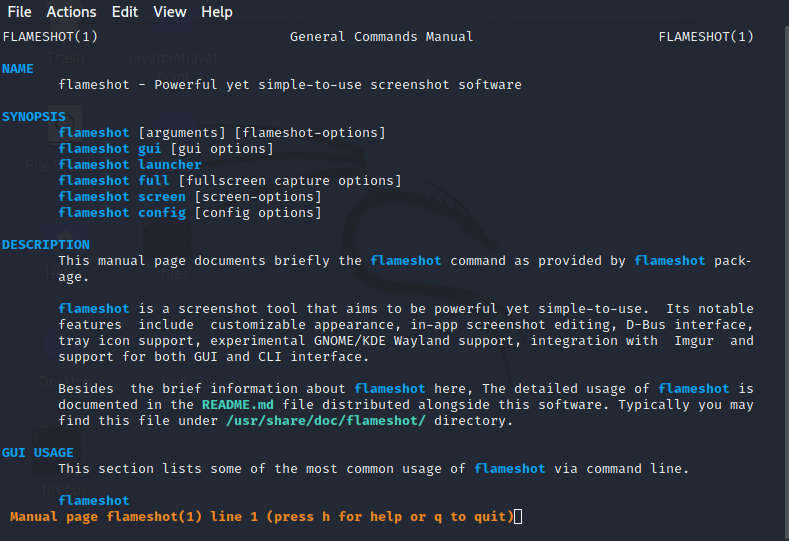 File Actions Edit View Help
FLAMESHOT(1) General Commands Manual FLAMESHOT(1)
NAME
flameshot - Powerful yet simple-to-use screenshot software
SYNOPSIS
flameshot [arguments] [flameshot-options]
flameshot gui [gui options]
flameshot launcher
flameshot full [fullscreen capture options]
flameshot screen [screen-options]
flameshot config [config options]
DESCRIPTION
This manual page documents briefly the flameshot command as provided by flameshot pack-
age.
flameshot is a screenshot tool that aims to be powerful yet simple-to-use. Its notable
features include customizable appearance, in-app screenshot editing, D-Bus interface,
tray icon support, experimental GNOME/KDE Wayland support, integration with Imgur and
support for both GUI and CLI interface.
Besides the brief information about flameshot here, The detailed usage of flameshot is
documented in the README.md file distributed alongside this software. Typically you may
find this file under /usr/share/doc/flameshot/ directory.
GUI USAGE
This section lists some of the most common usage of flameshot via command line.
flameshot
Manual page flameshot(1) line 1 (press h for help or q to quit)